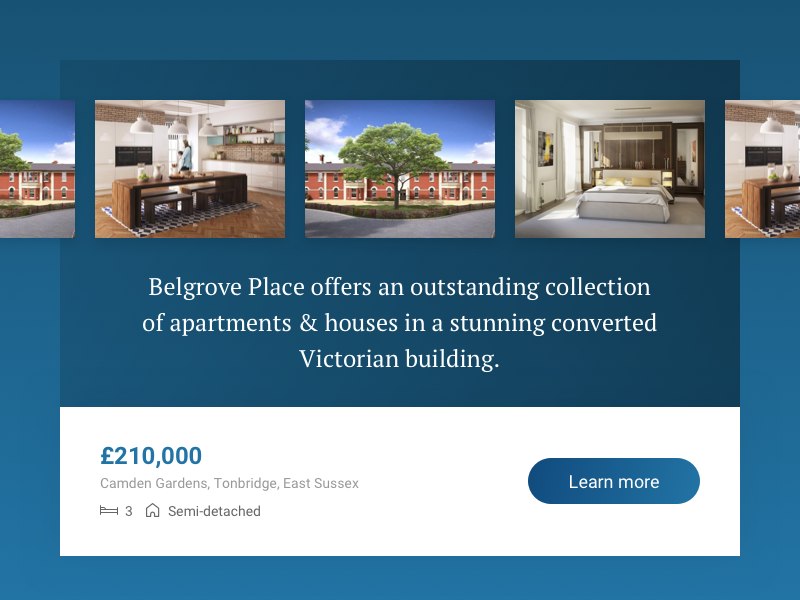 Belgrove Place offers an outstanding collection
of apartments & houses in a stunning converted
Victorian building.
£210,000
Camden Gardens, Tonbridge, East Sussex
3 Semi-detached
Learn more